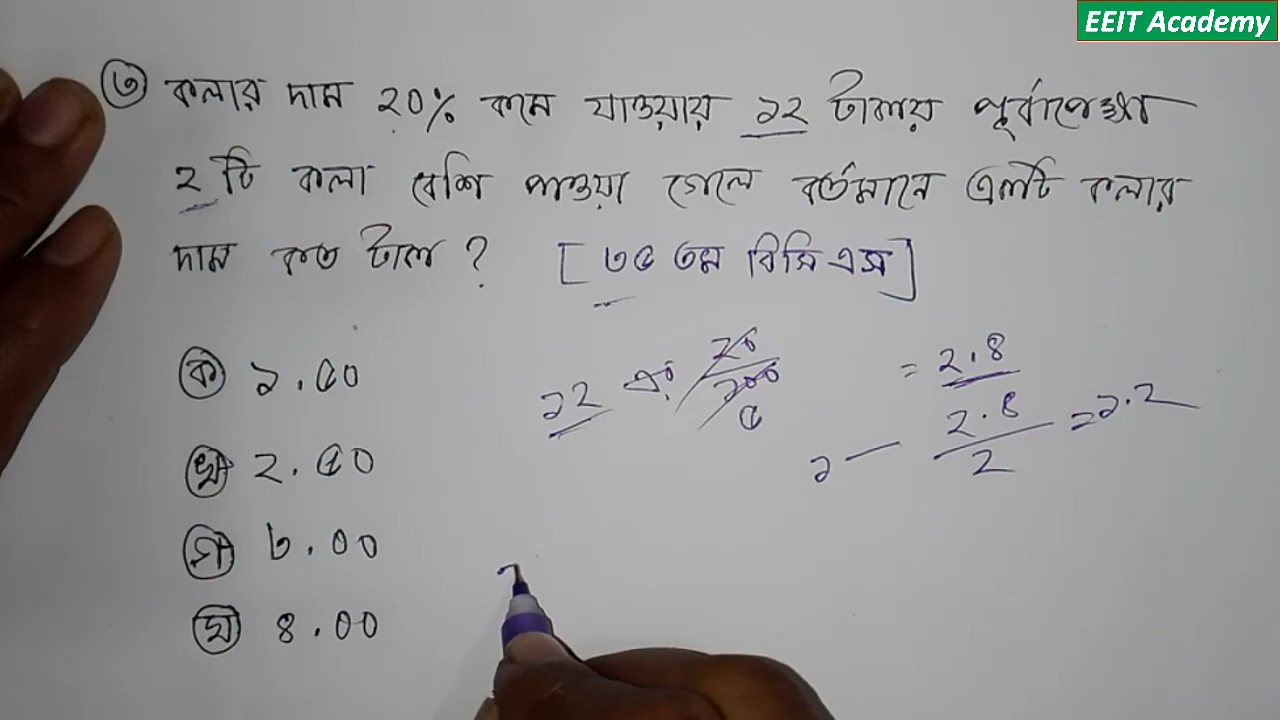 EEIT Academy
৩ কলার দাম ২০% কমে যাওয়ায় ১২ টাকায় পূর্বাপেক্ষা
২ টি কলা বেশি পাওয়া গেলে বর্তমানে একটি কলার
দাম কত টাকা ? [ ৩৫ তম বিসিএস ]
ক ১.৫০
খ ২.৫০
গ ৩.০০
ঘ ৪.০০
১২ এর ২০/১০০ ৫ = ২.৪
১ — ২.৪/২ = ১.২